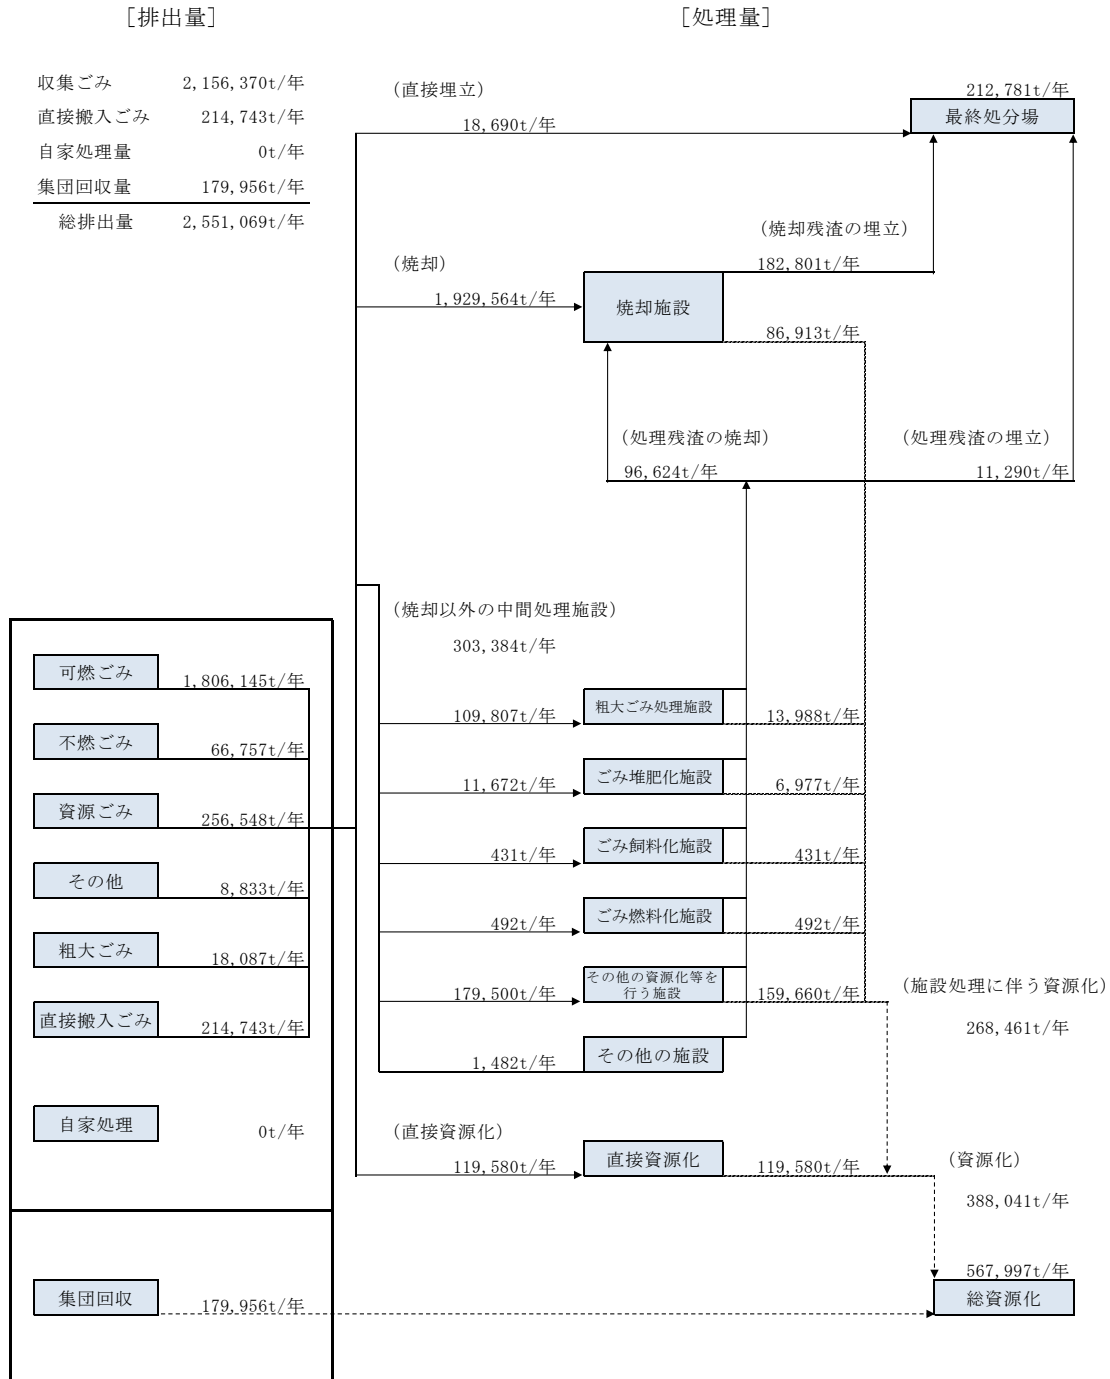 ［排出量］
［処理量］
収集ごみ 2,156,370t/年
直接搬入ごみ 214,743t/年
自家処理量 0t/年
集団回収量 179,956t/年
総排出量 2,551,069t/年
（直接埋立）
18,690t/年
212,781t/年
最終処分場
（焼却残渣の埋立）
182,801t/年
（焼却）
1,929,564t/年
焼却施設
86,913t/年
（処理残渣の焼却）
96,624t/年
（処理残渣の埋立）
11,290t/年
（焼却以外の中間処理施設）
303,384t/年
可燃ごみ 1,806,145t/年
不燃ごみ 66,757t/年
資源ごみ 256,548t/年
その他 8,833t/年
粗大ごみ 18,087t/年
直接搬入ごみ 214,743t/年
自家処理 0t/年
109,807t/年 粗大ごみ処理施設 13,988t/年
11,672t/年 ごみ堆肥化施設 6,977t/年
431t/年 ごみ飼料化施設 431t/年
492t/年 ごみ燃料化施設 492t/年
179,500t/年
その他の資源化等を
行う施設
159,660t/年
（施設処理に伴う資源化）
268,461t/年
1,482t/年 その他の施設
（直接資源化）
119,580t/年 直接資源化 119,580t/年
（資源化）
388,041t/年
集団回収 179,956t/年
567,997t/年
総資源化